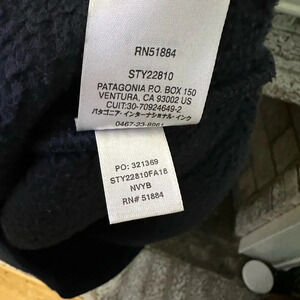 RN51884
STY22810
PATAGONIA P.O. BOX 150
VENTURA, CA 93002 US
CUIT:30-70924649-2
パタゴニア・インターナショナル・インク
PO: 321369
STY22810FA16
NVYB
RN# 51884